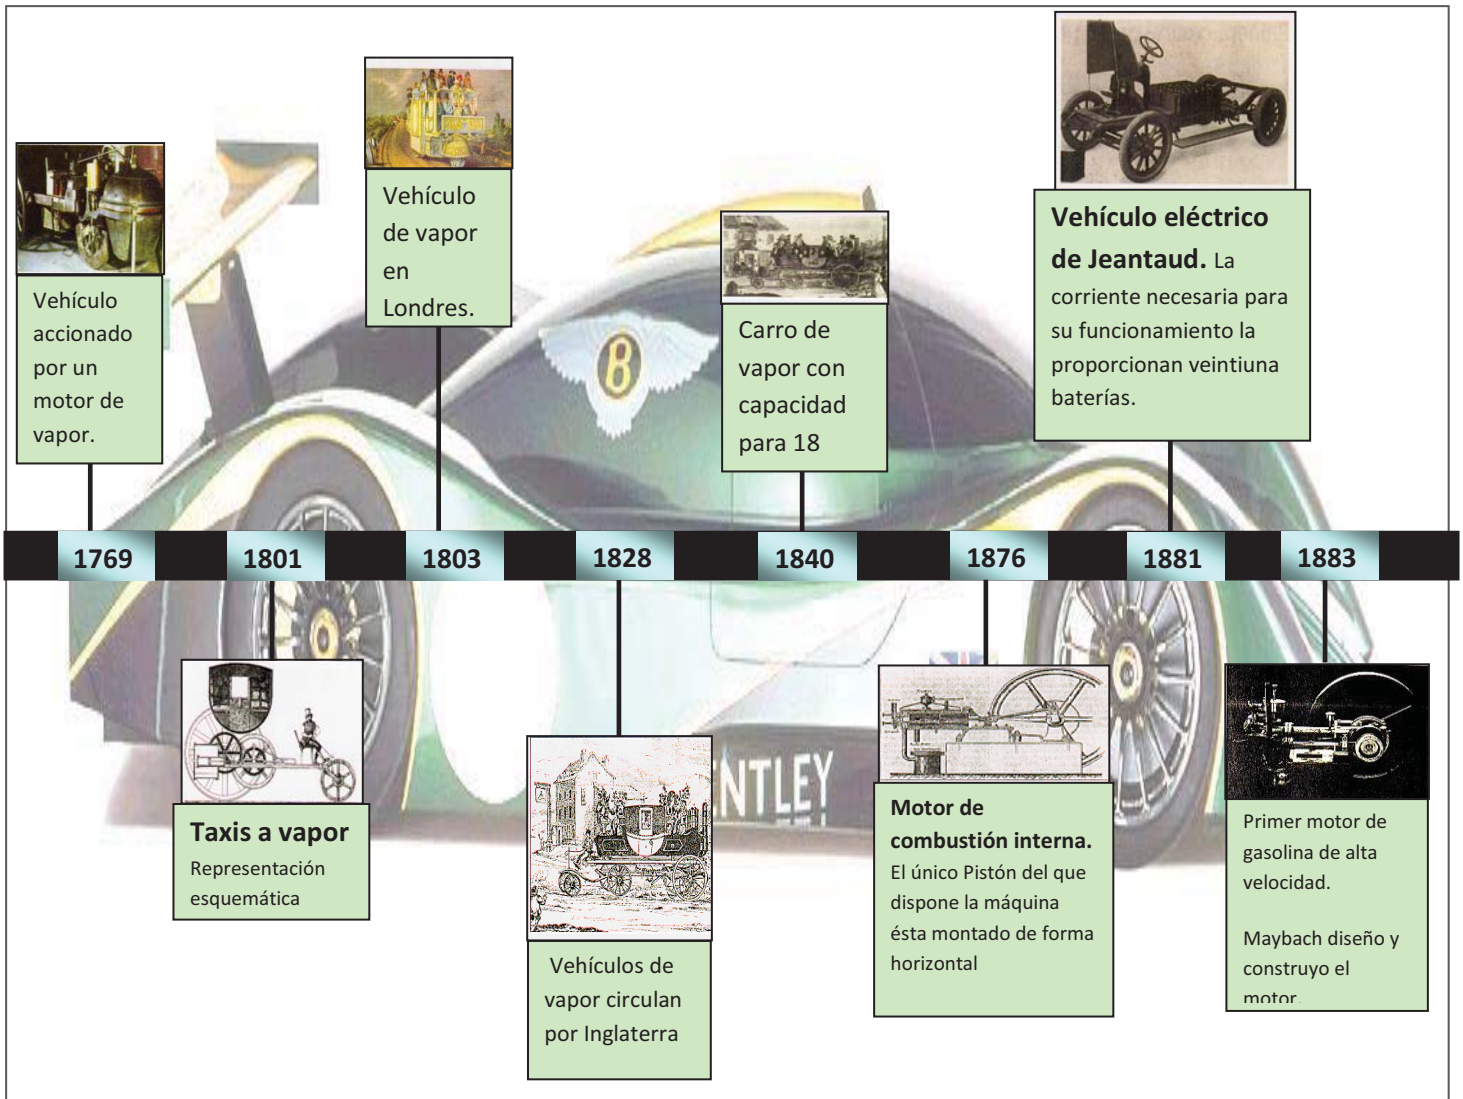 Vehículo
accionado
por un
motor de
vapor.
Vehículo
de vapor
en
Londres.
Carro de
vapor con
capacidad
para 18
Vehículo eléctrico
de Jeantaud. La
corriente necesaria para
su funcionamiento la
proporcionan veintiuna
baterías.
B
1769
1801
1803
1828
1840
1876
1881
1883
NTLEY
Taxis a vapor
Representación
esquemática
Vehículos de
vapor circulan
por Inglaterra
Motor de
combustión interna.
El único Pistón del que
dispone la máquina
ésta montado de forma
horizontal
Primer motor de
gasolina de alta
velocidad.
Maybach diseño y
construyo el
motor.